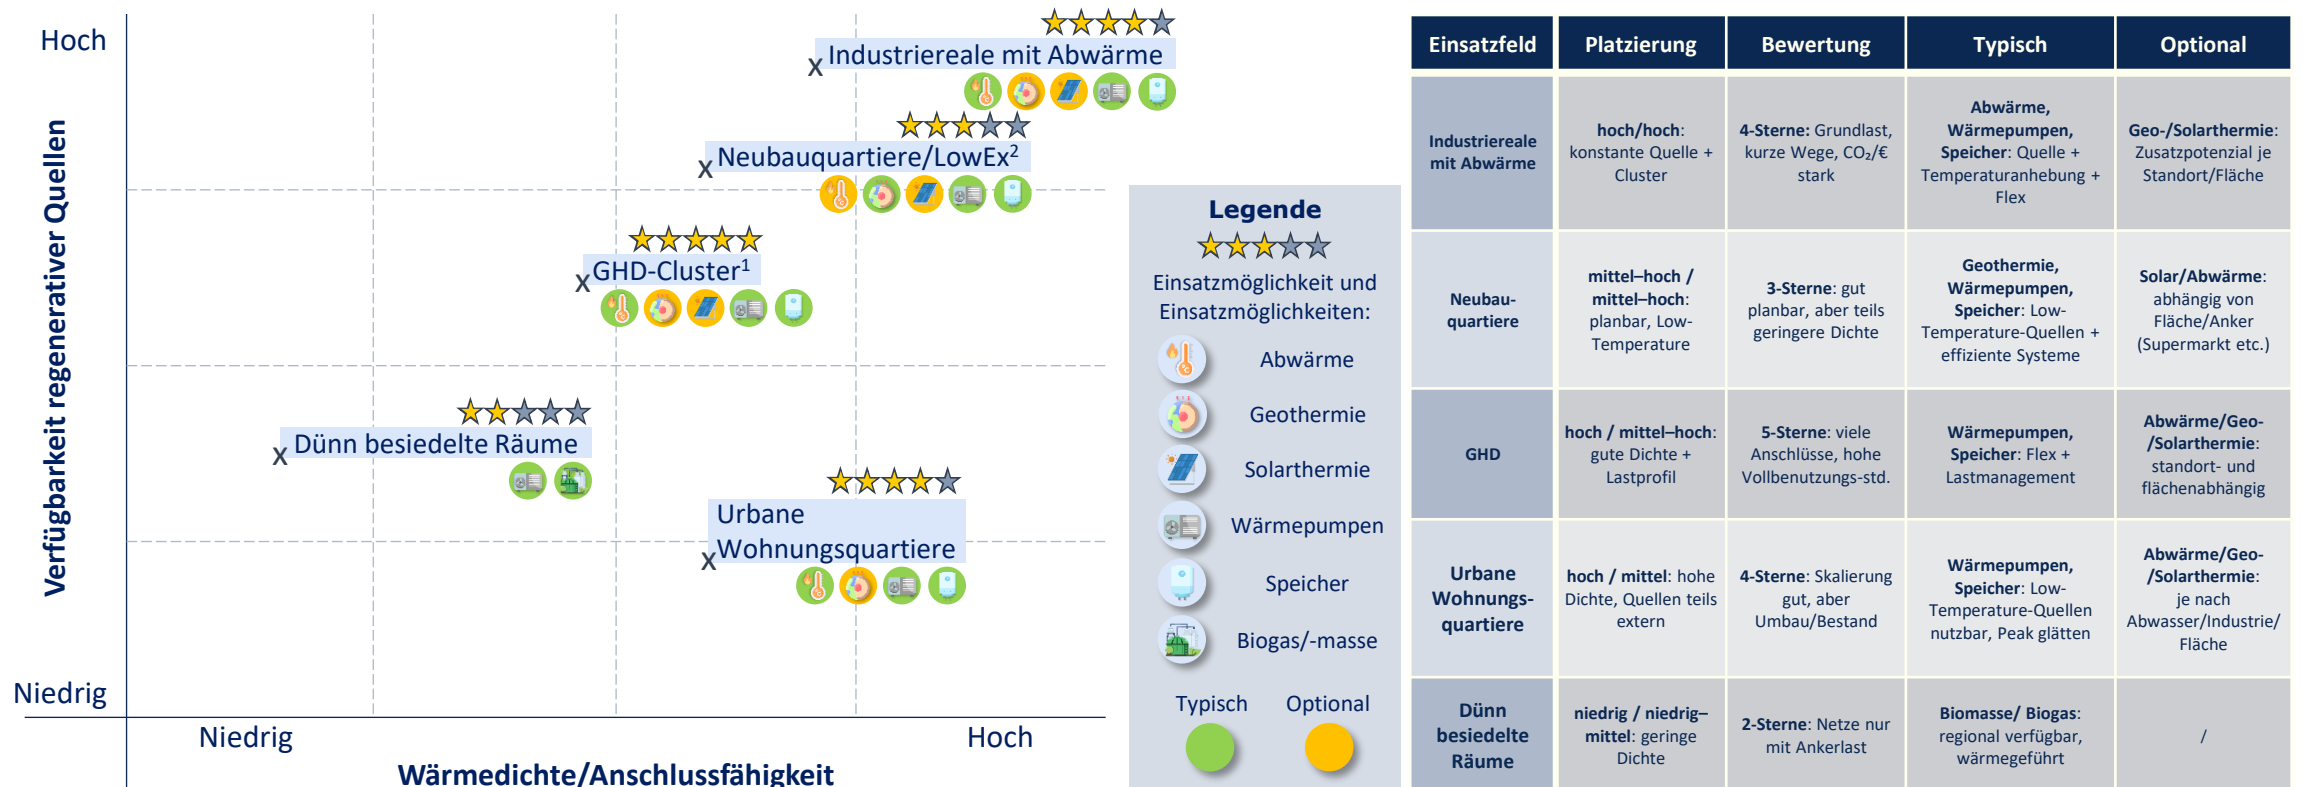 Hoch
Verfügbarkeit regenerativer Quellen
Niedrig
Niedrig
Hoch
Wärmedichte/Anschlussfähigkeit
Industriereale mit Abwärme
x
Neubauquartiere/LowEx²
x
GHD-Cluster¹
x
Dünn besiedelte Räume
x
Urbane
Wohnungsquartiere
x
Legende
Einsatzmöglichkeit und
Einsatzmöglichkeiten:
Abwärme
Geothermie
Solarthermie
Wärmepumpen
Speicher
Biogas/-masse
Typisch
Optional
Einsatzfeld
Platzierung
Bewertung
Typisch
Optional
Industriereale
mit Abwärme
hoch/hoch:
konstante Quelle +
Cluster
4-Sterne: Grundlast,
kurze Wege, CO₂/€
stark
Abwärme,
Wärmepumpen,
Speicher: Quelle +
Temperaturanhebung +
Flex
Geo-/Solarthermie:
Zusatzpotenzial je
Standort/Fläche
Neubau-
quartiere
mittel–hoch /
mittel–hoch:
planbar, Low-
Temperature
3-Sterne: gut
planbar, aber teils
geringere Dichte
Geothermie,
Wärmepumpen,
Speicher: Low-
Temperature-Quellen +
effiziente Systeme
Solar/Abwärme:
abhängig von
Fläche/Anker
(Supermarkt etc.)
GHD
hoch / mittel–hoch:
gute Dichte +
Lastprofil
5-Sterne: viele
Anschlüsse, hohe
Vollbenutzungs-std.
Wärmepumpen,
Speicher: Flex +
Lastmanagement
Abwärme/Geo-
/Solarthermie:
standort- und
flächenabhängig
Urbane
Wohnungs-
quartiere
hoch / mittel: hohe
Dichte, Quellen teils
extern
4-Sterne: Skalierung
gut, aber
Umbau/Bestand
Wärmepumpen,
Speicher: Low-
Temperature-Quellen
nutzbar, Peak glätten
Abwärme/Geo-
/Solarthermie:
je nach
Abwasser/Industrie/
Fläche
Dünn
besiedelte
Räume
niedrig / niedrig–
mittel: geringe
Dichte
2-Sterne: Netze nur
mit Ankerlast
Biomasse/ Biogas:
regional verfügbar,
wärmegeführt
/